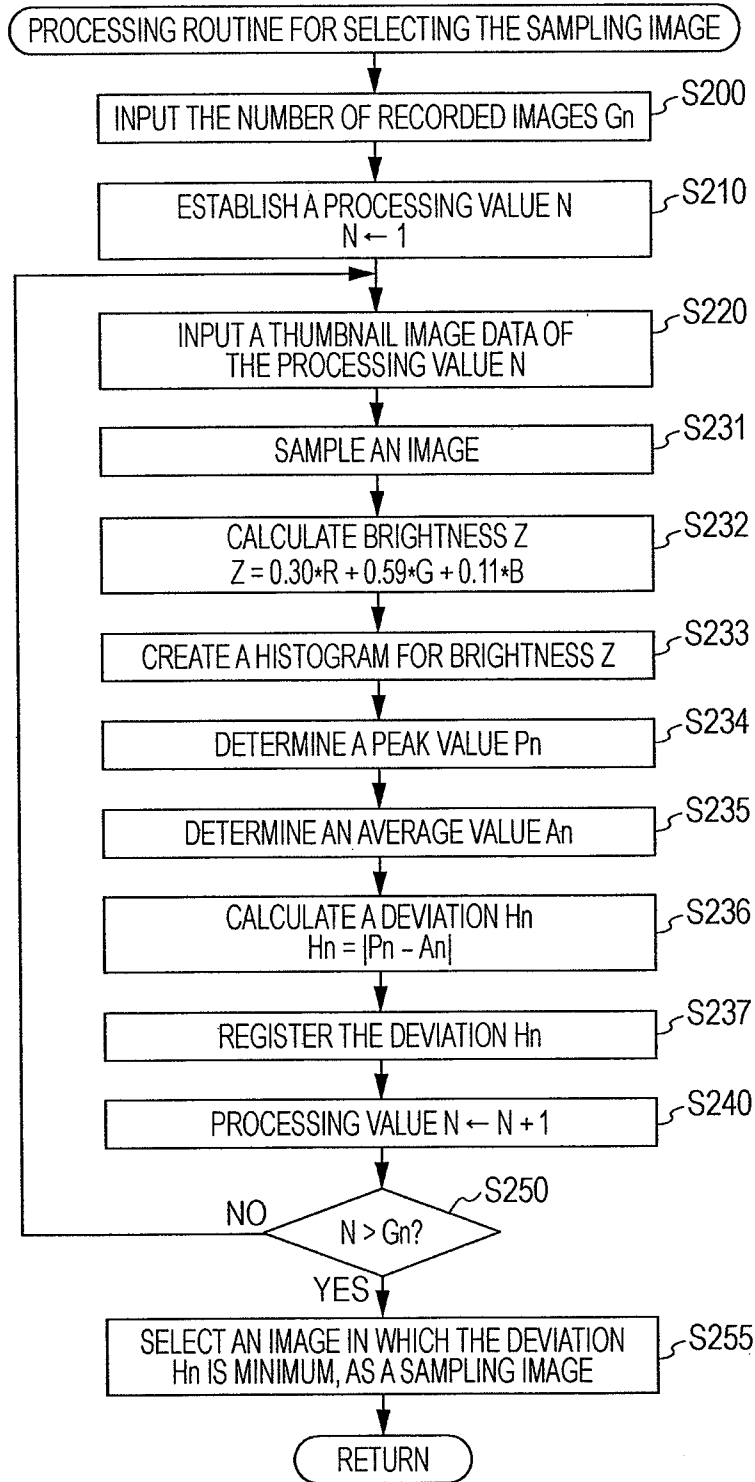 PROCESSING ROUTINE FOR SELECTING THE SAMPLING IMAGE
INPUT THE NUMBER OF RECORDED IMAGES Gn
S200
ESTABLISH A PROCESSING VALUE N
N ← 1
S210
INPUT A THUMBNAIL IMAGE DATA OF
THE PROCESSING VALUE N
S220
SAMPLE AN IMAGE
S231
CALCULATE BRIGHTNESS Z
Z = 0.30*R + 0.59*G + 0.11*B
S232
CREATE A HISTOGRAM FOR BRIGHTNESS Z
S233
DETERMINE A PEAK VALUE Pn
S234
DETERMINE AN AVERAGE VALUE An
S235
CALCULATE A DEVIATION Hn
Hn = |Pn – An|
S236
REGISTER THE DEVIATION Hn
S237
PROCESSING VALUE N ← N + 1
S240
N > Gn?
S250
NO
YES
SELECT AN IMAGE IN WHICH THE DEVIATION
Hn IS MINIMUM, AS A SAMPLING IMAGE
S255
RETURN